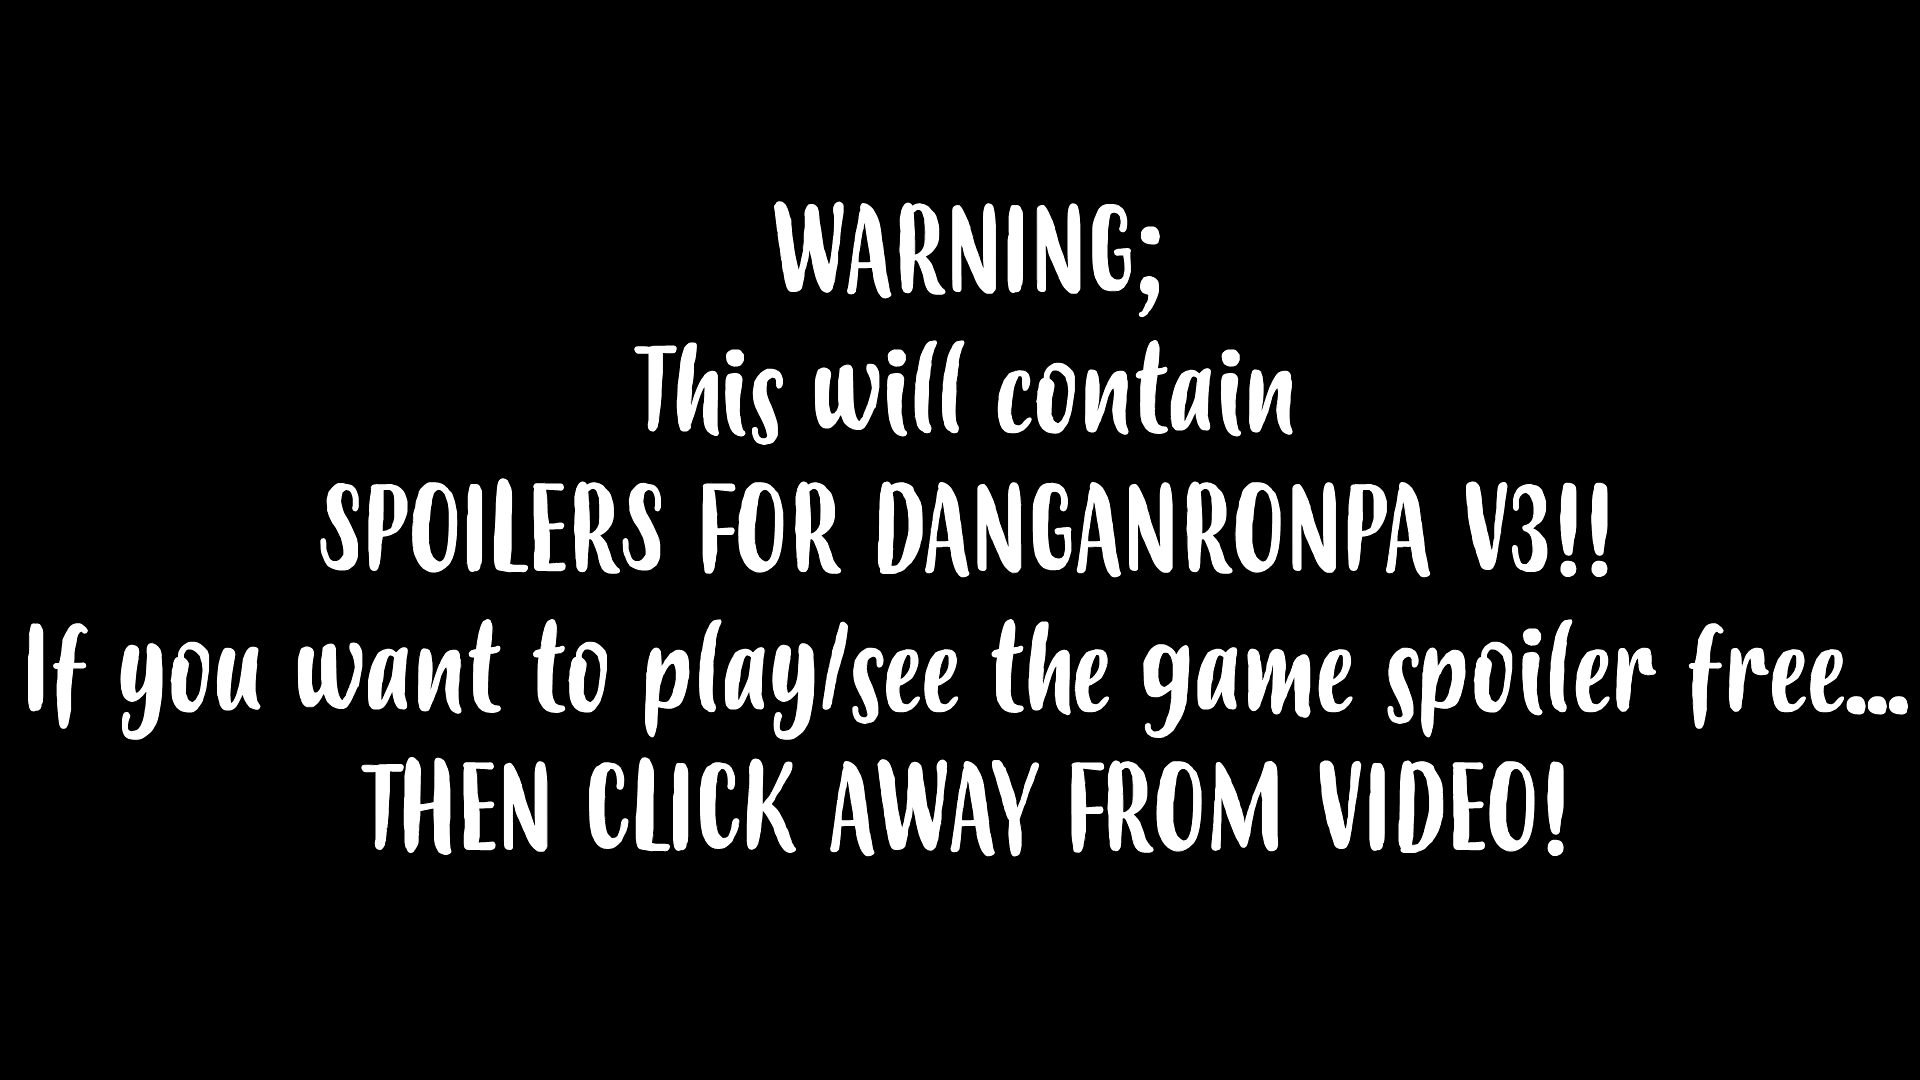 WARNING;
This will contain
SPOILERS FOR DANGANRONPA V3!!
If you want to play/see the game spoiler free...
THEN CLICK AWAY FROM VIDEO!